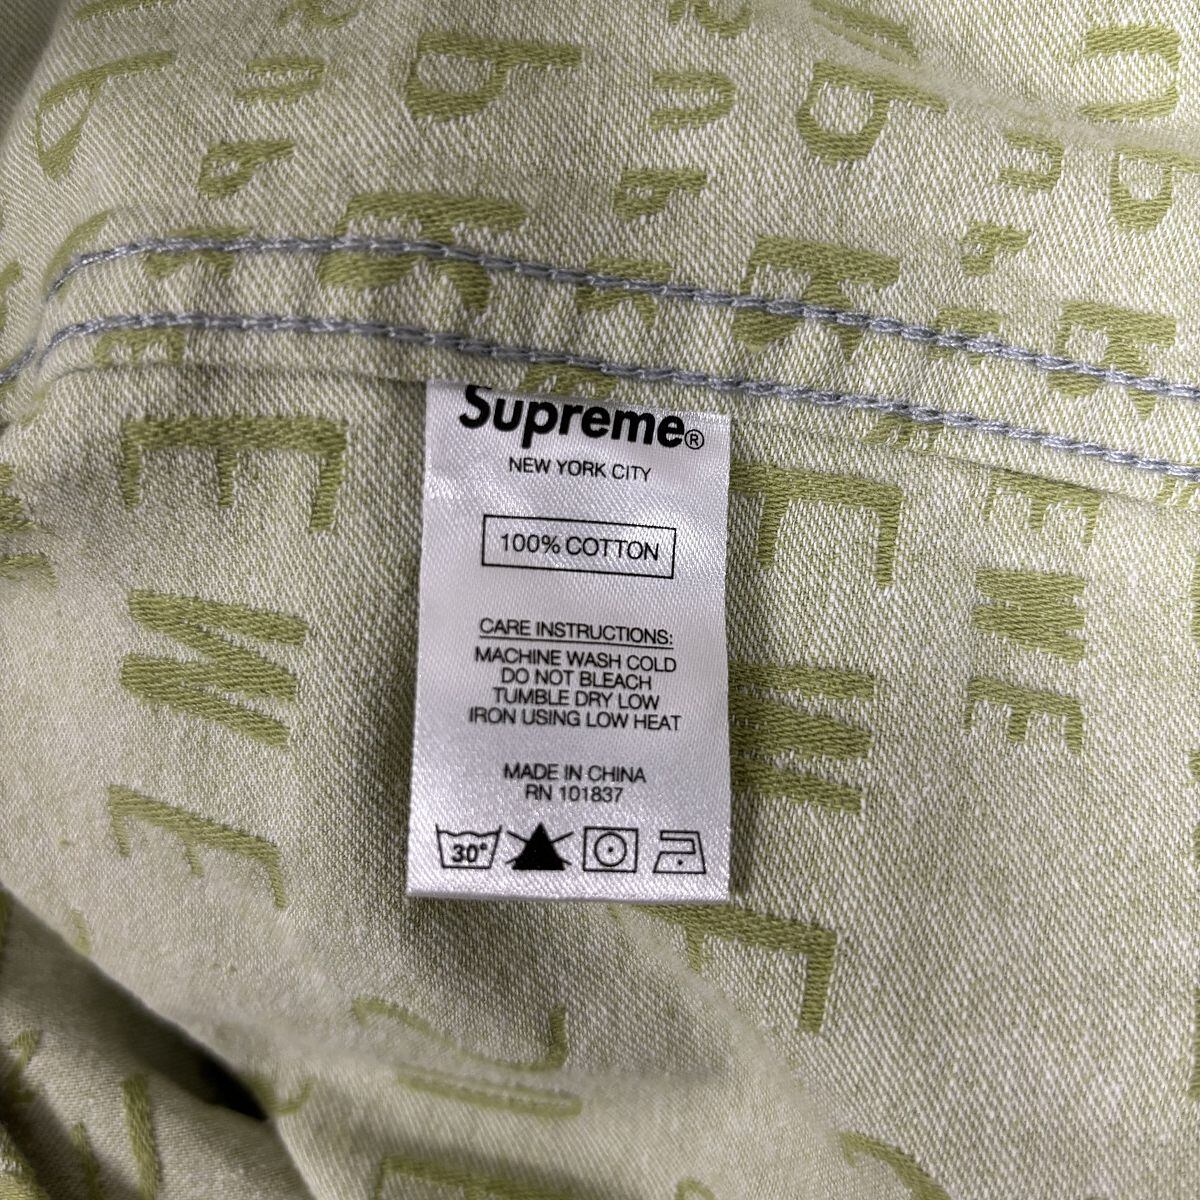 Supreme®
NEW YORK CITY
100% COTTON
CARE INSTRUCTIONS:
MACHINE WASH COLD
DO NOT BLEACH
TUMBLE DRY LOW
IRON USING LOW HEAT
MADE IN CHINA
RN 101837
30°